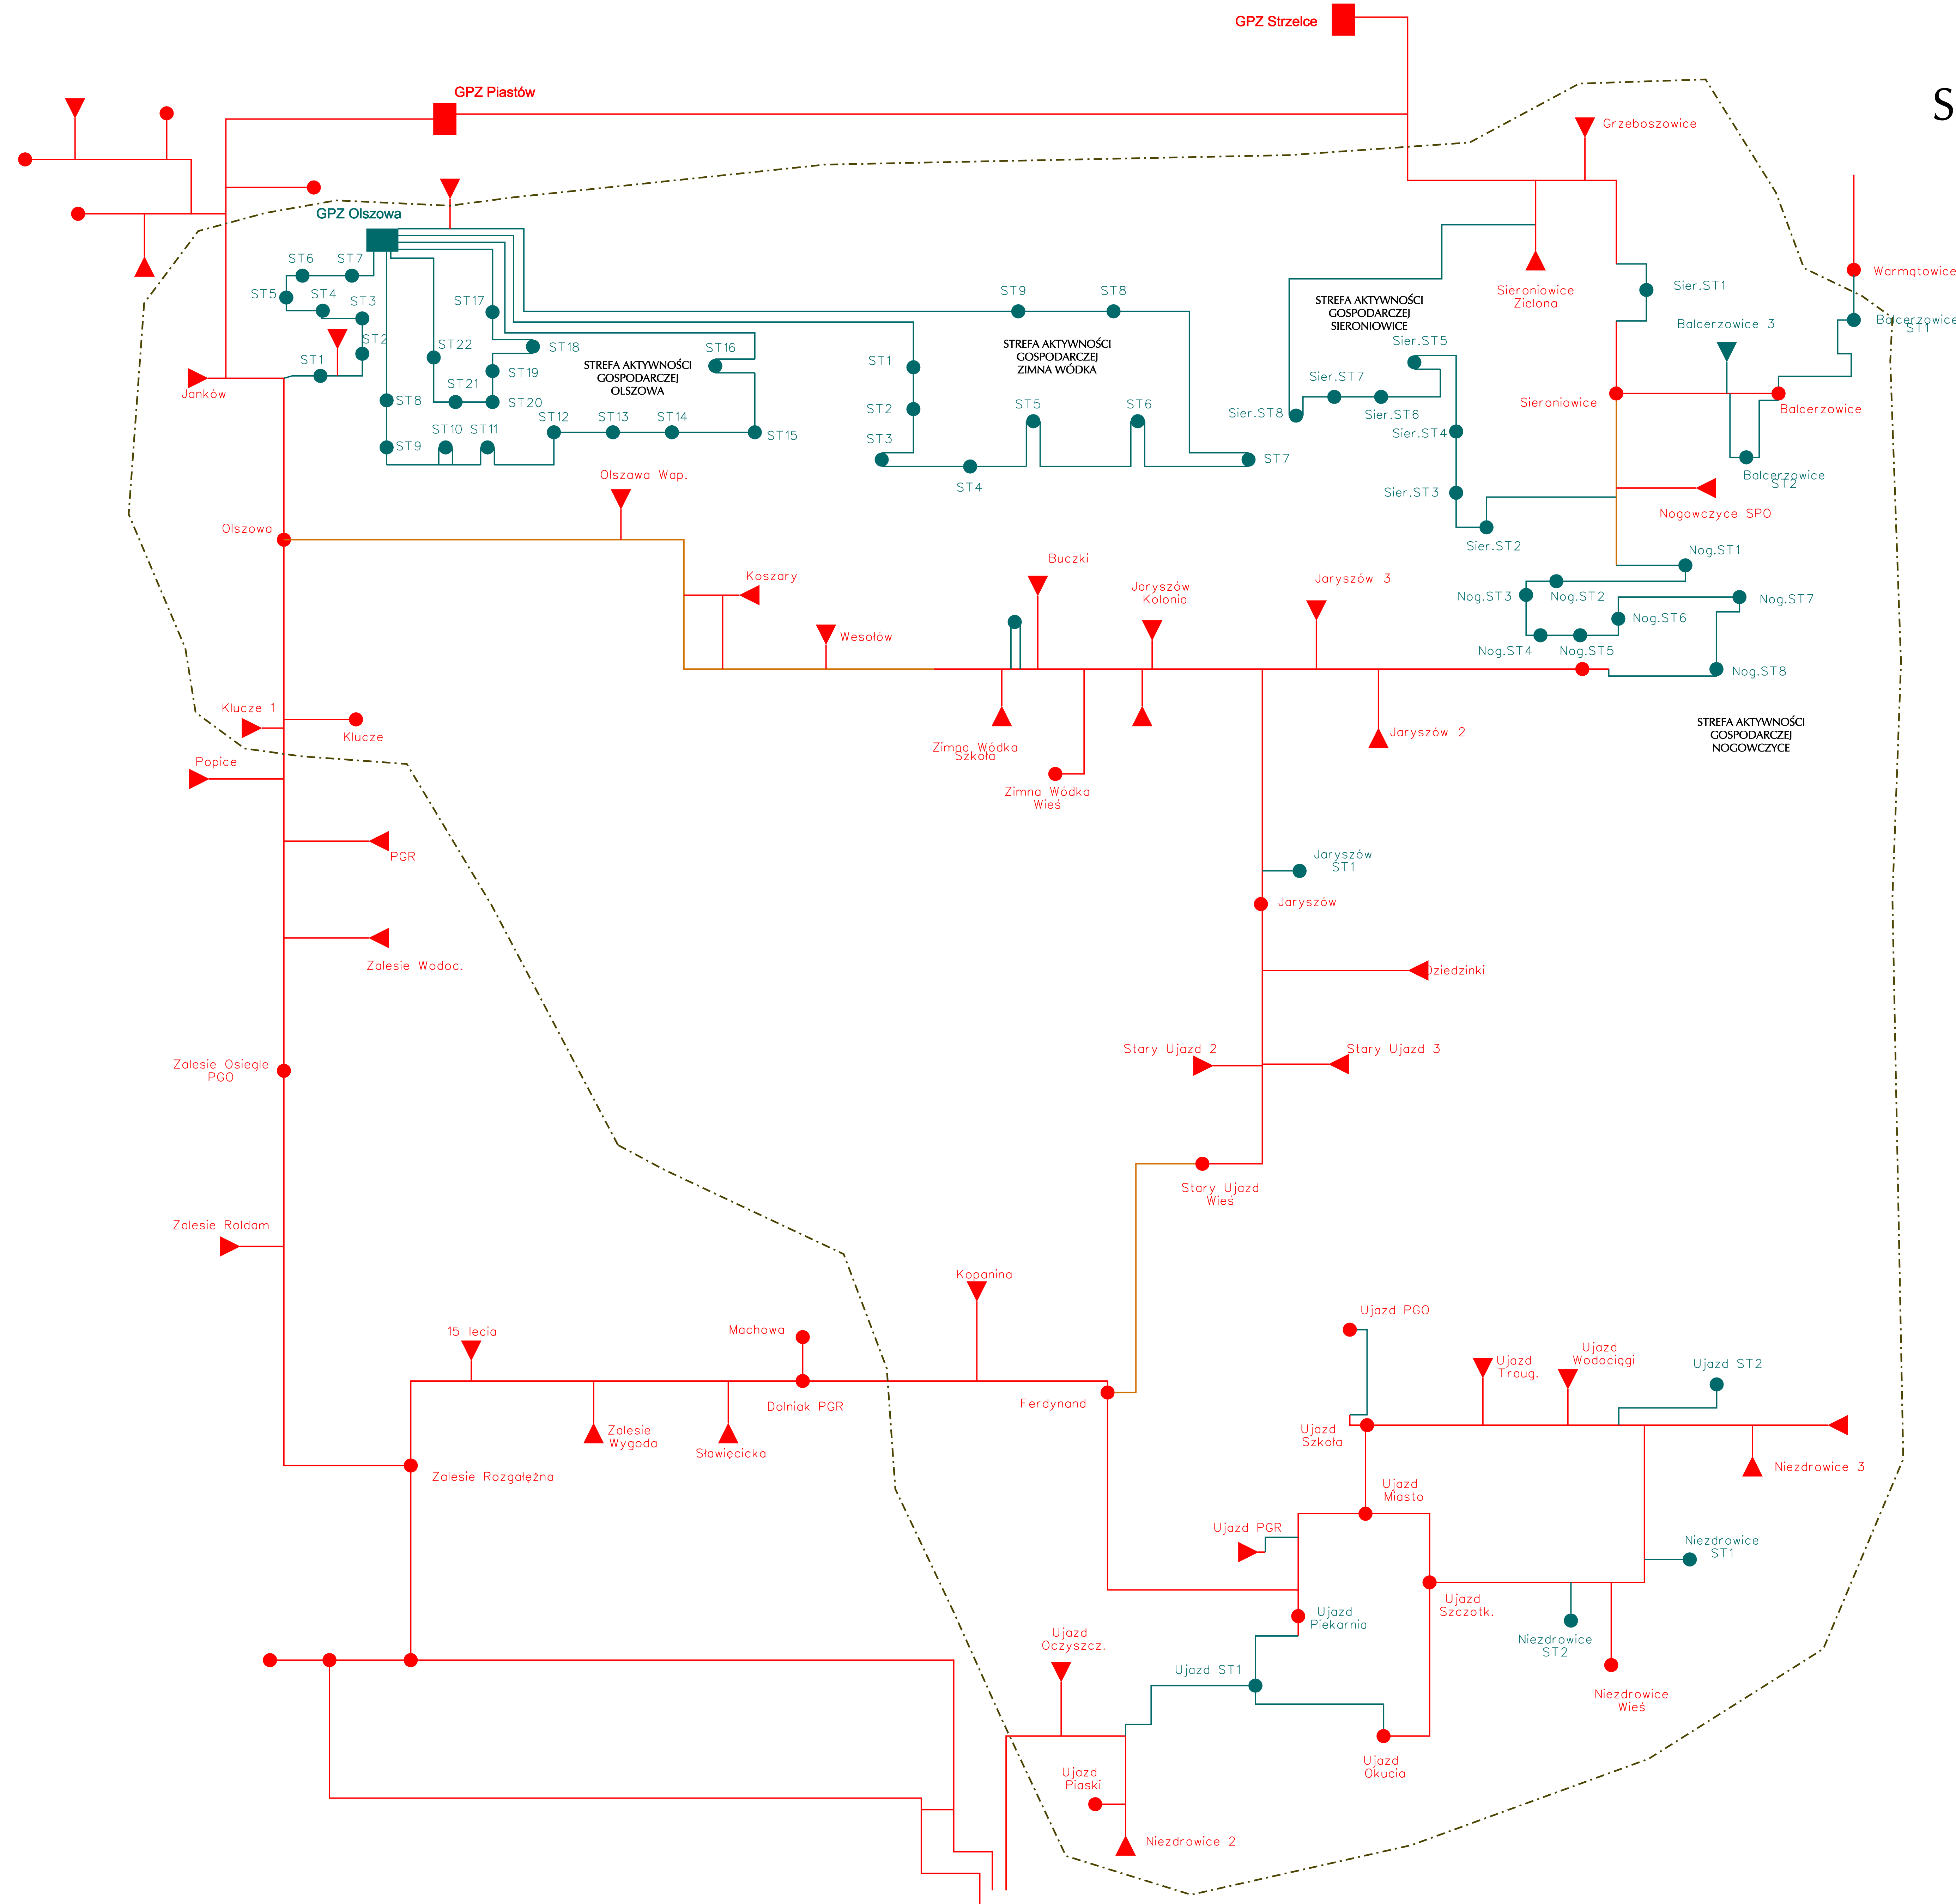 GPZ Strzelce
GPZ Piastów
S
Grzeboszowice
GPZ Olszowa
ST6
ST7
ST5
ST4
ST3
ST2
ST1
ST17
ST18
ST22
ST19
ST21
ST20
ST8
ST9
ST10
ST11
ST12
ST13
ST14
ST15
ST16
STREFA AKTYWNOŚCI
GOSPODARCZEJ
OLSZOWA
ST9
ST8
ST1
ST2
ST3
ST4
ST5
ST6
ST7
STREFA AKTYWNOŚCI
GOSPODARCZEJ
ZIMNA WÓDKA
STREFA AKTYWNOŚCI
GOSPODARCZEJ
SIERONIOWICE
Sieroniowice
Zielona
Sier.ST1
Warmątowice
Balcerzowice
ST1
Balcerzowice 3
Sier.ST5
Sier.ST7
Sier.ST8
Sier.ST6
Sier.ST4
Sier.ST3
Sier.ST2
Sieroniowice
Balcerzowice
Balcerzowice
ST2
Nogowczyce SPO
Janków
Olszawa Wap.
Olszowa
Koszary
Wesołów
Buczki
Jaryszów
Kolonia
Jaryszów 3
Nog.ST1
Nog.ST2
Nog.ST3
Nog.ST7
Nog.ST6
Nog.ST4
Nog.ST5
Nog.ST8
STREFA AKTYWNOŚCI
GOSPODARCZEJ
NOGOWCZYCE
Klucze 1
Klucze
Popice
Zimna Wódka
Szkoła
Zimna Wódka
Wieś
Jaryszów 2
PGR
Jaryszów
ST1
Jaryszów
Zalesie Wodoc.
Dziedzinki
Zalesie Osiegle
PGO
Stary Ujazd 2
Stary Ujazd 3
Stary Ujazd
Wieś
Zalesie Roldam
Kopanina
15 lecia
Machowa
Ujazd PGO
Ujazd
Traug.
Ujazd
Wodociągi
Ujazd ST2
Zalesie
Wygoda
Sławięcicka
Dolniak PGR
Ferdynand
Ujazd
Szkoła
Zalesie Rozgałęźna
Niezdrowice 3
Ujazd
Miasto
Ujazd PGR
Niezdrowice
ST1
Ujazd
Szczotk.
Ujazd
Piekarnia
Niezdrowice
ST2
Ujazd
Oczyszcz.
Ujazd ST1
Niezdrowice
Wieś
Ujazd
Okucia
Ujazd
Piaski
Niezdrowice 2